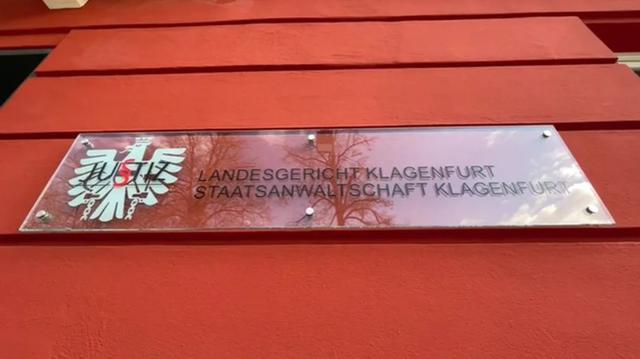 JUSTIZ
LANDESGERICHT KLAGENFURT
STAATSANWALTSCHAFT KLAGENFURT